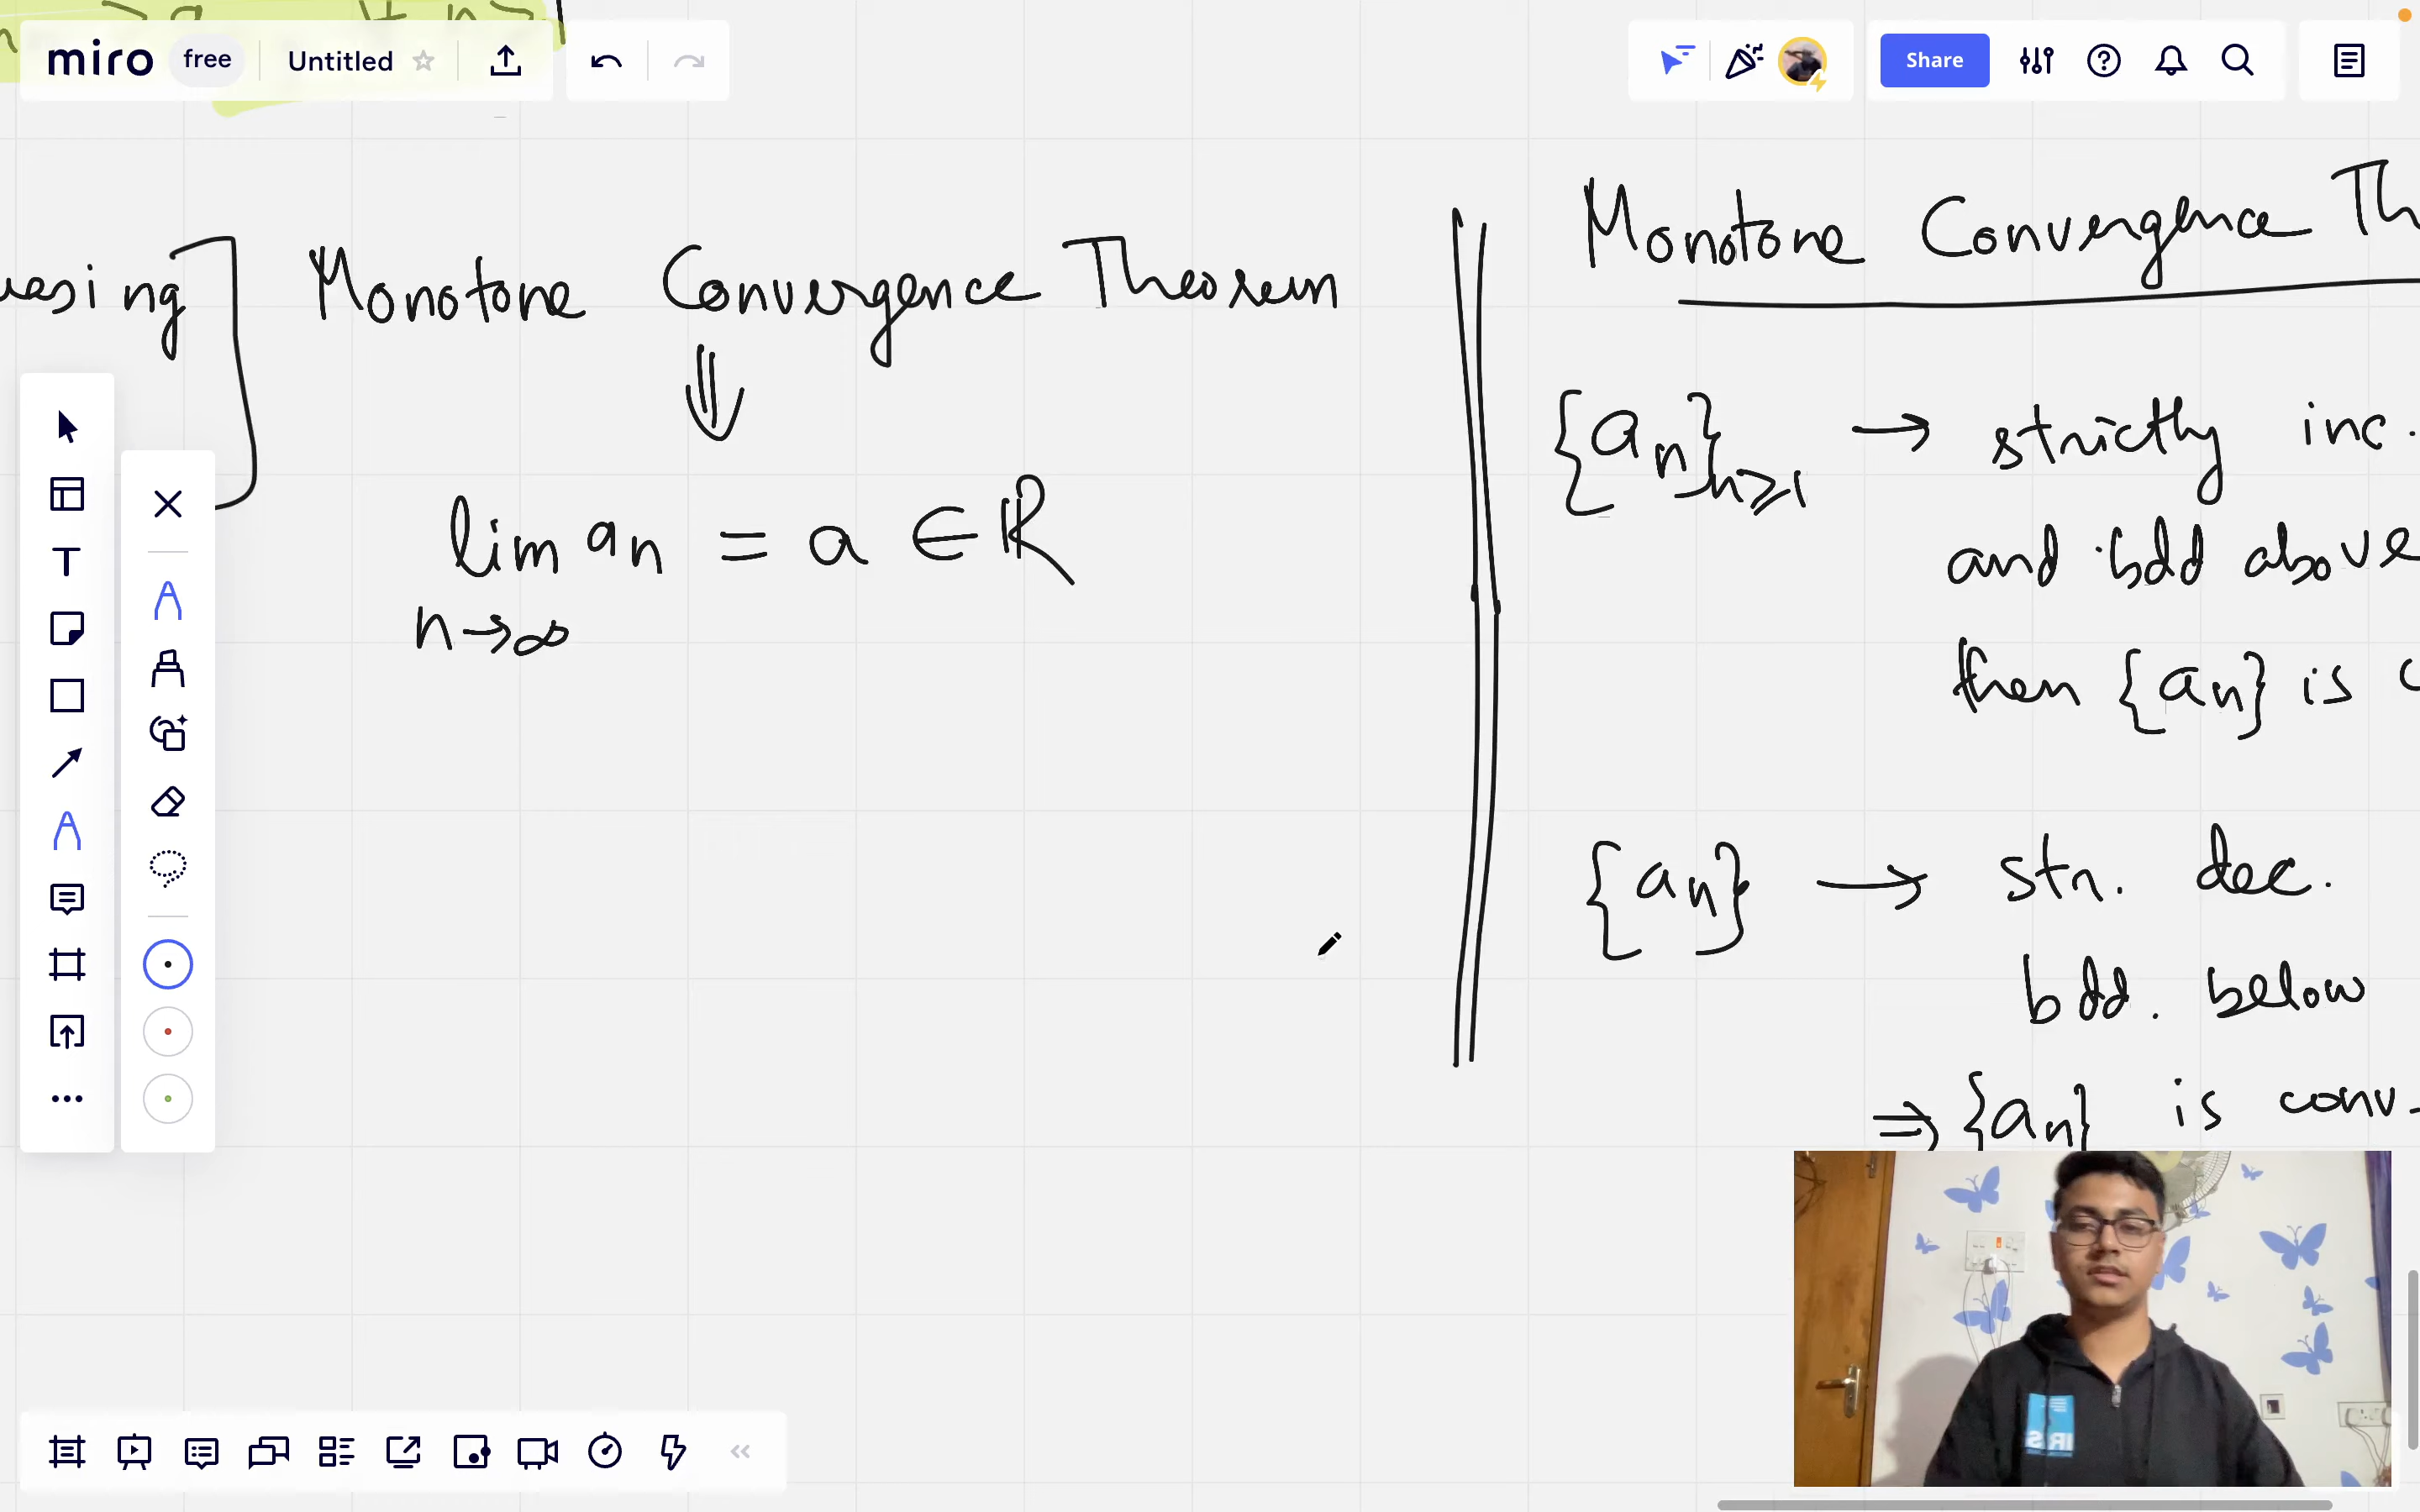 ∀ n ≥ 1
miro free Untitled
Share
Monotone Convergence Theorem
⇓
lim aₙ = a ∈ ℝ
n→∞
Monotone Convergence Th
{aₙ}ₙ≥₁ → strictly inc.
and bdd above
then {aₙ} is c
{aₙ} → str. dec.
bdd. below
⇒ {aₙ} is conv.